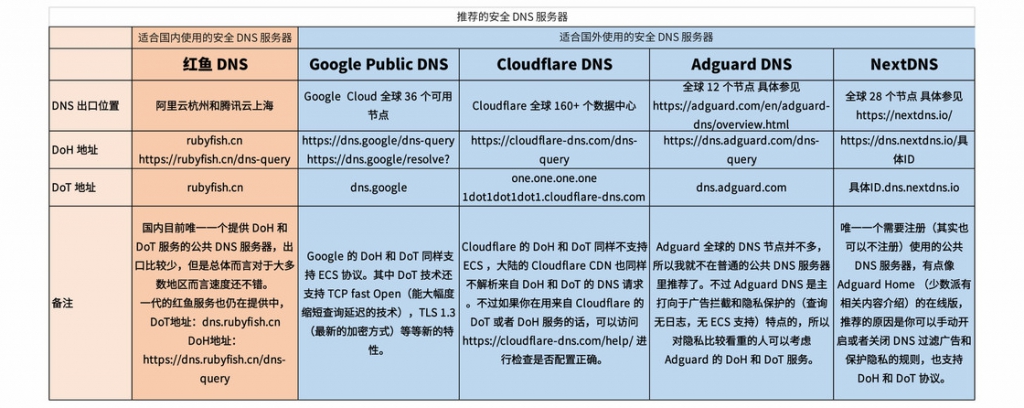 推荐的安全 DNS 服务器
适合国内使用的安全 DNS 服务器
适合国外使用的安全 DNS 服务器
红鱼 DNS
Google Public DNS
Cloudflare DNS
Adguard DNS
NextDNS
DNS 出口位置
阿里云杭州和腾讯云上海
Google Cloud 全球 36 个可用
节点
Cloudflare 全球 160+ 个数据中心
全球 12 个节点 具体参见
https://adguard.com/en/adguard-
dns/overview.html
全球 28 个节点 具体参见
https://nextdns.io/
DoH 地址
rubyfish.cn
https://rubyfish.cn/dns-query
https://dns.google/dns-query
https://dns.google/resolve?
https://cloudflare-dns.com/dns-
query
https://dns.adguard.com/dns-
query
https://dns.nextdns.io/具
体ID
DoT 地址
rubyfish.cn
dns.google
one.one.one.one
1dot1dot1dot1.cloudflare-dns.com
dns.adguard.com
具体ID.dns.nextdns.io
备注
国内目前唯一一个提供 DoH 和
DoT 服务的公共 DNS 服务器，出
口比较少，但是总体而言对于大多
数地区而言速度还不错。
一代的红鱼服务也仍在提供中，
DoT地址：dns.rubyfish.cn
DoH地址：
https://dns.rubyfish.cn/dns-
query
Google 的 DoH 和 DoT 同样支
持 ECS 协议。其中 DoT 技术还
支持 TCP fast Open（能大幅度
缩短查询延迟的技术），TLS 1.3
（最新的加密方式）等等新的特
性。
Cloudflare 的 DoH 和 DoT 同样不支持
ECS ，大陆的 Cloudflare CDN 也同样
不解析来自 DoH 和 DoT 的 DNS 请求
。不过如果你在用来自 Cloudflare 的
DoT 或者 DoH 服务的话，可以访问
https://cloudflare-dns.com/help/ 进
行检查是否配置正确。
Adguard 全球的 DNS 节点并不多，
所以我就不在普通的公共 DNS 服务器
里推荐了。不过 Adguard DNS 是主
打向于广告拦截和隐私保护的（查询
无日志，无 ECS 支持）特点的，所以
对隐私比较看重的人可以考虑
Adguard 的 DoH 和 DoT 服务。
唯一一个需要注册（其实也
可以不注册）使用的公共
DNS 服务器，有点像
Adguard Home （少数派有
相关内容介绍）的在线版，
推荐的原因是你可以手动开
启或者关闭 DNS 过滤广告和
保护隐私的规则，也支持
DoH 和 DoT 协议。